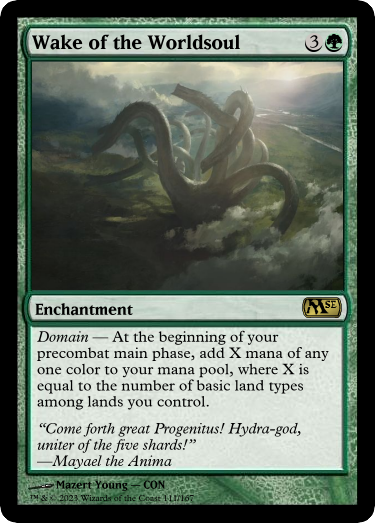 Wake of the Worldsoul 3
Enchantment MSE
Domain — At the beginning of your
precombat main phase, add X mana of any
one color to your mana pool, where X is
equal to the number of basic land types
among lands you control.
“Come forth great Progenitus! Hydra-god,
uniter of the five shards!”
—Mayael the Anima
Mazert Young — CON
™ & © 2023 Wizards of the Coast 141/167